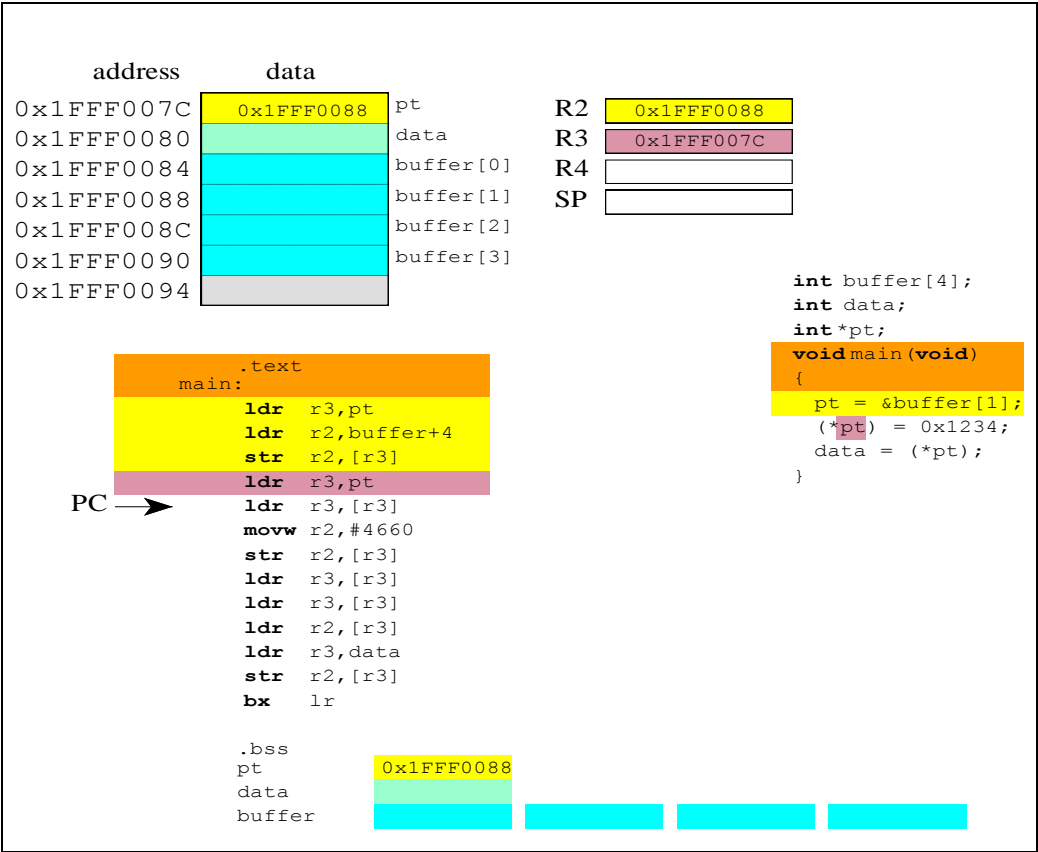 address data
0x1FFF007C 0x1FFF0088 pt
0x1FFF0080 data
0x1FFF0084 buffer[0]
0x1FFF0088 buffer[1]
0x1FFF008C buffer[2]
0x1FFF0090 buffer[3]
0x1FFF0094
R2 0x1FFF0088
R3 0x1FFF007C
R4
SP
int buffer[4];
int data;
int *pt;
void main(void)
{
pt = &buffer[1];
(*pt) = 0x1234;
data = (*pt);
}
.text
main:
ldr r3,pt
ldr r2,buffer+4
str r2,[r3]
ldr r3,pt
PC ldr r3,[r3]
movw r2,#4660
str r2,[r3]
ldr r3,[r3]
ldr r3,[r3]
ldr r2,[r3]
ldr r3,data
str r2,[r3]
bx lr
.bss
pt 0x1FFF0088
data
buffer